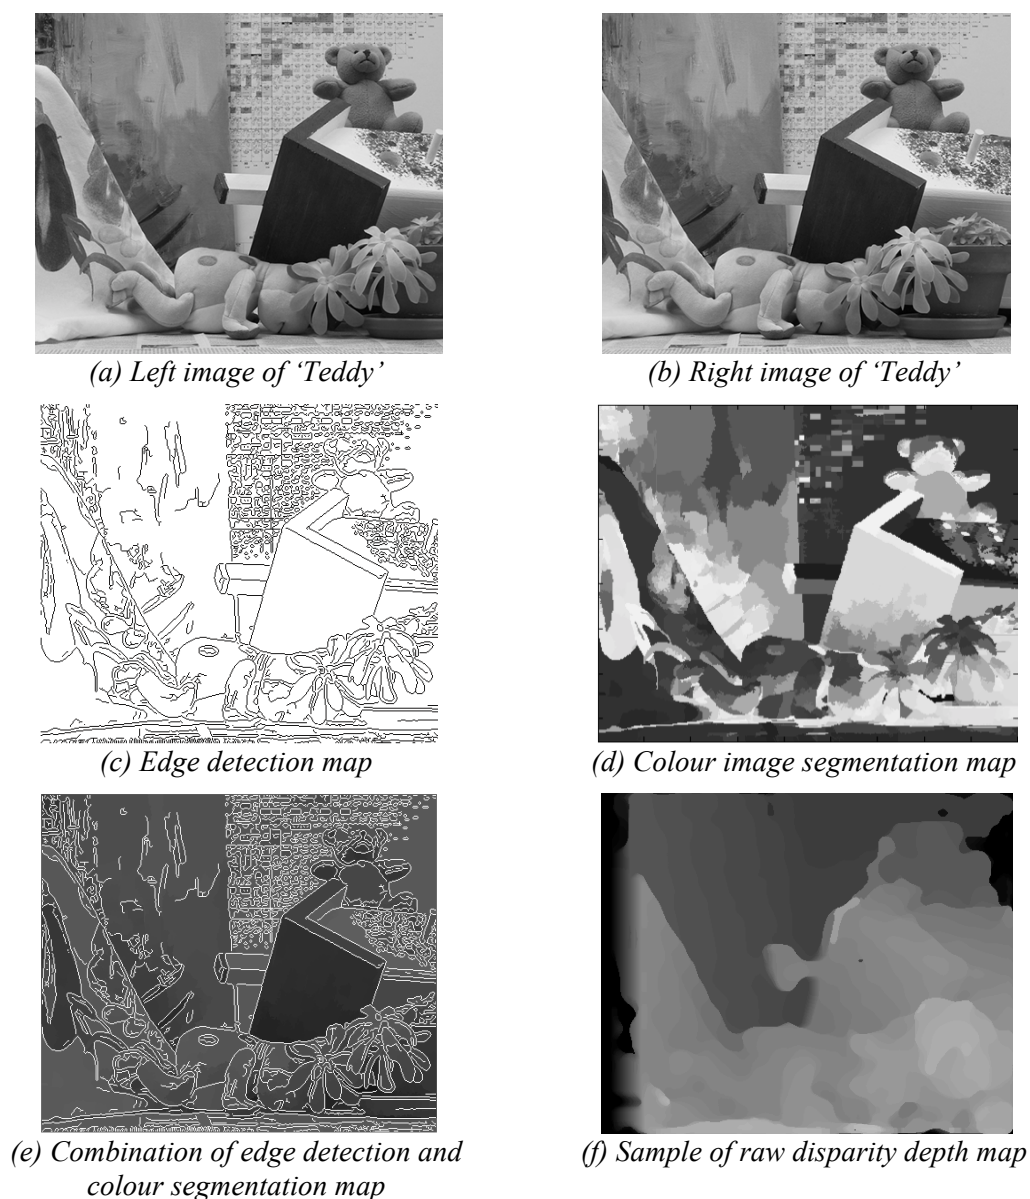 (a) Left image of ‘Teddy’
(b) Right image of ‘Teddy’
(c) Edge detection map
(d) Colour image segmentation map
(e) Combination of edge detection and
colour segmentation map
(f) Sample of raw disparity depth map